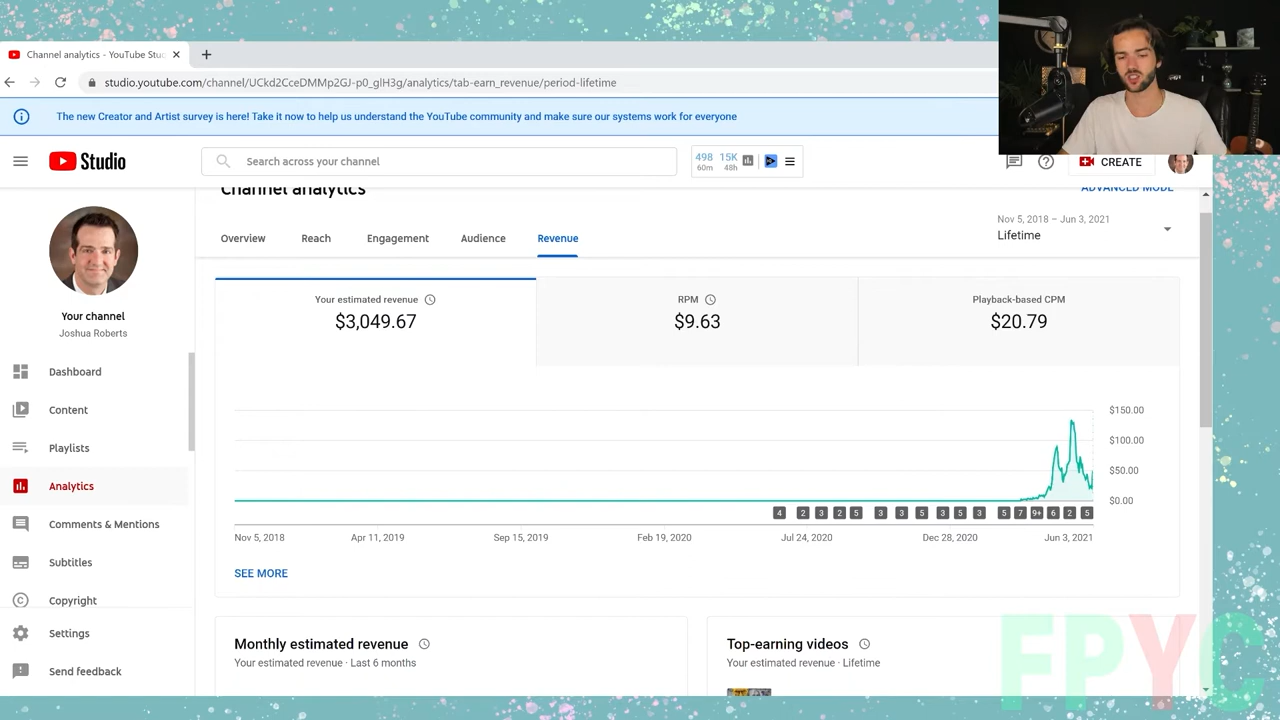 Channel analytics - YouTube Stu
studio.youtube.com/channel/UCkd2CceDMMp2GJ-p0_glH3g/analytics/tab-earn_revenue/period-lifetime
The new Creator and Artist survey is here! Take it now to help us understand the YouTube community and make sure our systems work for everyone
Studio
Search across your channel
498 15K
60m 48h
CREATE
Channel analytics
ADVANCED MODE
Nov 5, 2018 – Jun 3, 2021
Lifetime
Overview
Reach
Engagement
Audience
Revenue
Your channel
Joshua Roberts
Dashboard
Content
Playlists
Analytics
Comments & Mentions
Subtitles
Copyright
Settings
Send feedback
Your estimated revenue
$3,049.67
RPM
$9.63
Playback-based CPM
$20.79
$150.00
$100.00
$50.00
$0.00
4 2 3 2 5 3 3 5 3 5 3 5 7 9+ 6 2 5
Nov 5, 2018 Apr 11, 2019 Sep 15, 2019 Feb 19, 2020 Jul 24, 2020 Dec 28, 2020 Jun 3, 2021
SEE MORE
Monthly estimated revenue
Your estimated revenue · Last 6 months
Top-earning videos
Your estimated revenue · Lifetime
FPYC